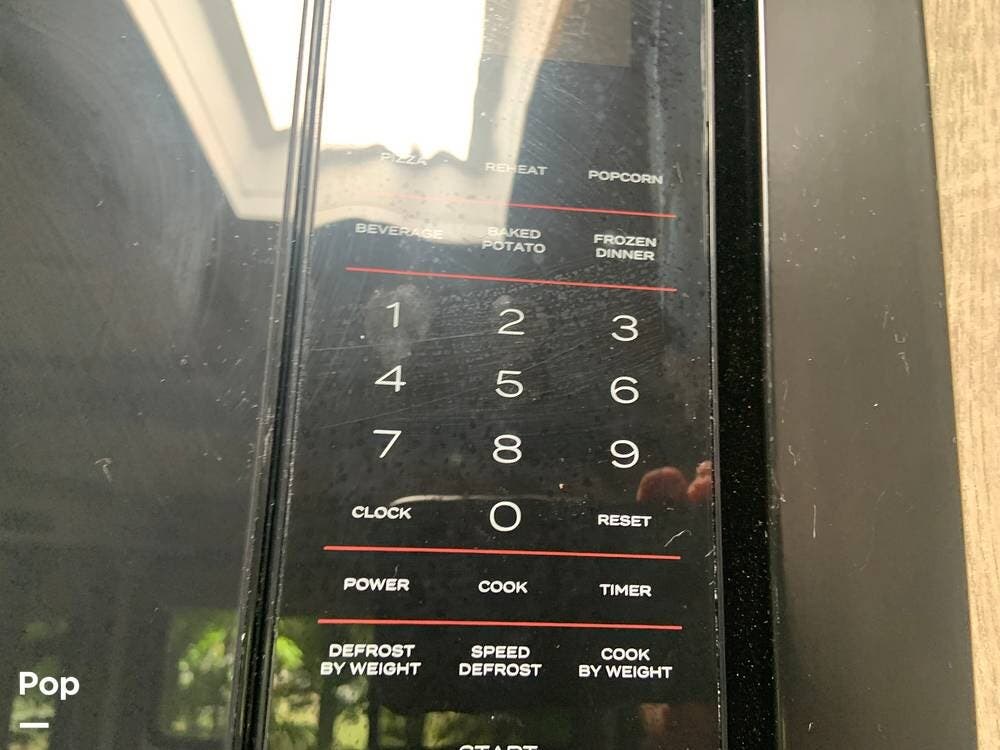 PIZZA REHEAT POPCORN
BEVERAGE BAKED POTATO FROZEN DINNER
1 2 3
4 5 6
7 8 9
CLOCK 0 RESET
POWER COOK TIMER
DEFROST BY WEIGHT SPEED DEFROST COOK BY WEIGHT
START
Pop